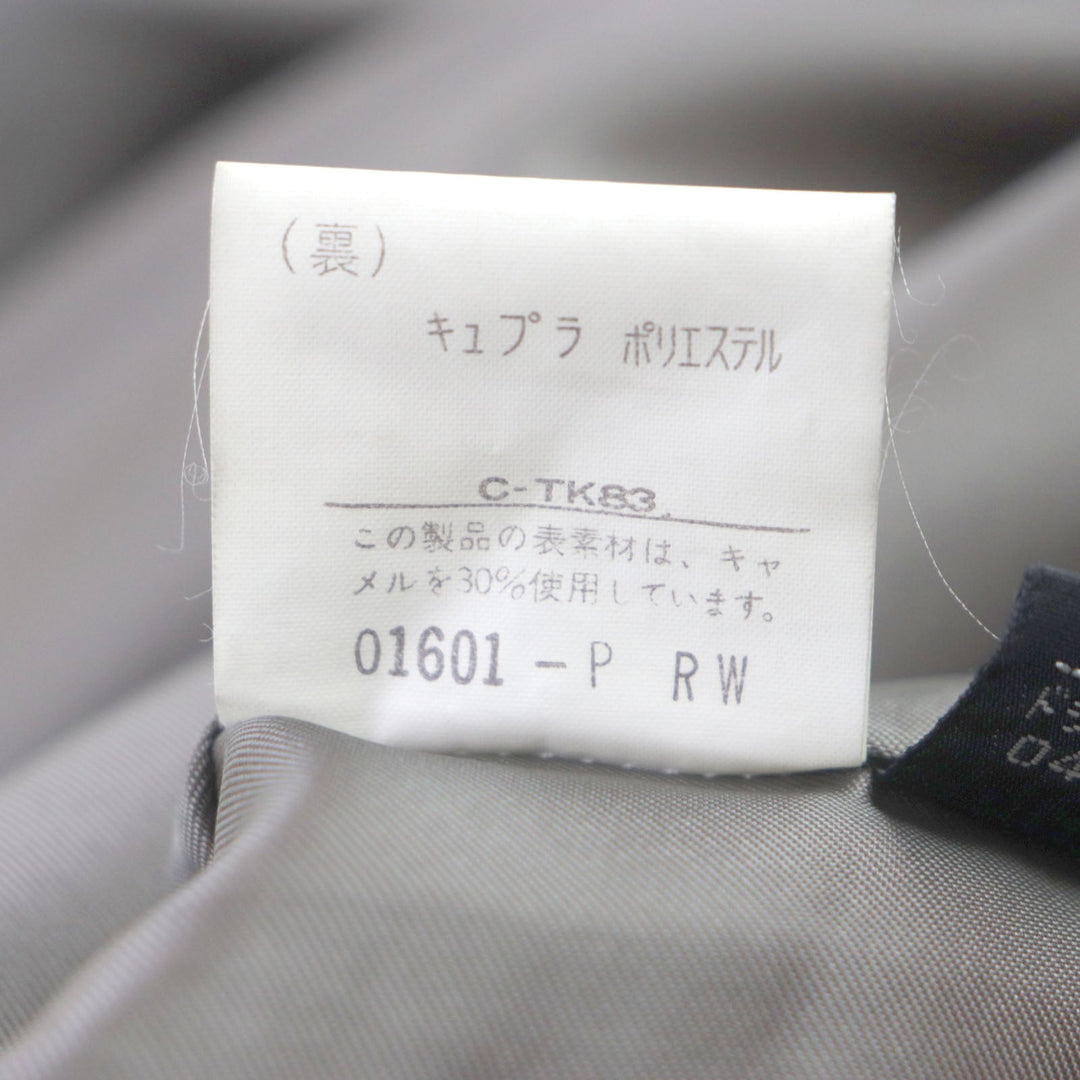 (裏)
キュプラ ポリエステル
C-TK83
この製品の表素材は、キャ
メルを30%使用しています。
01601-P RW